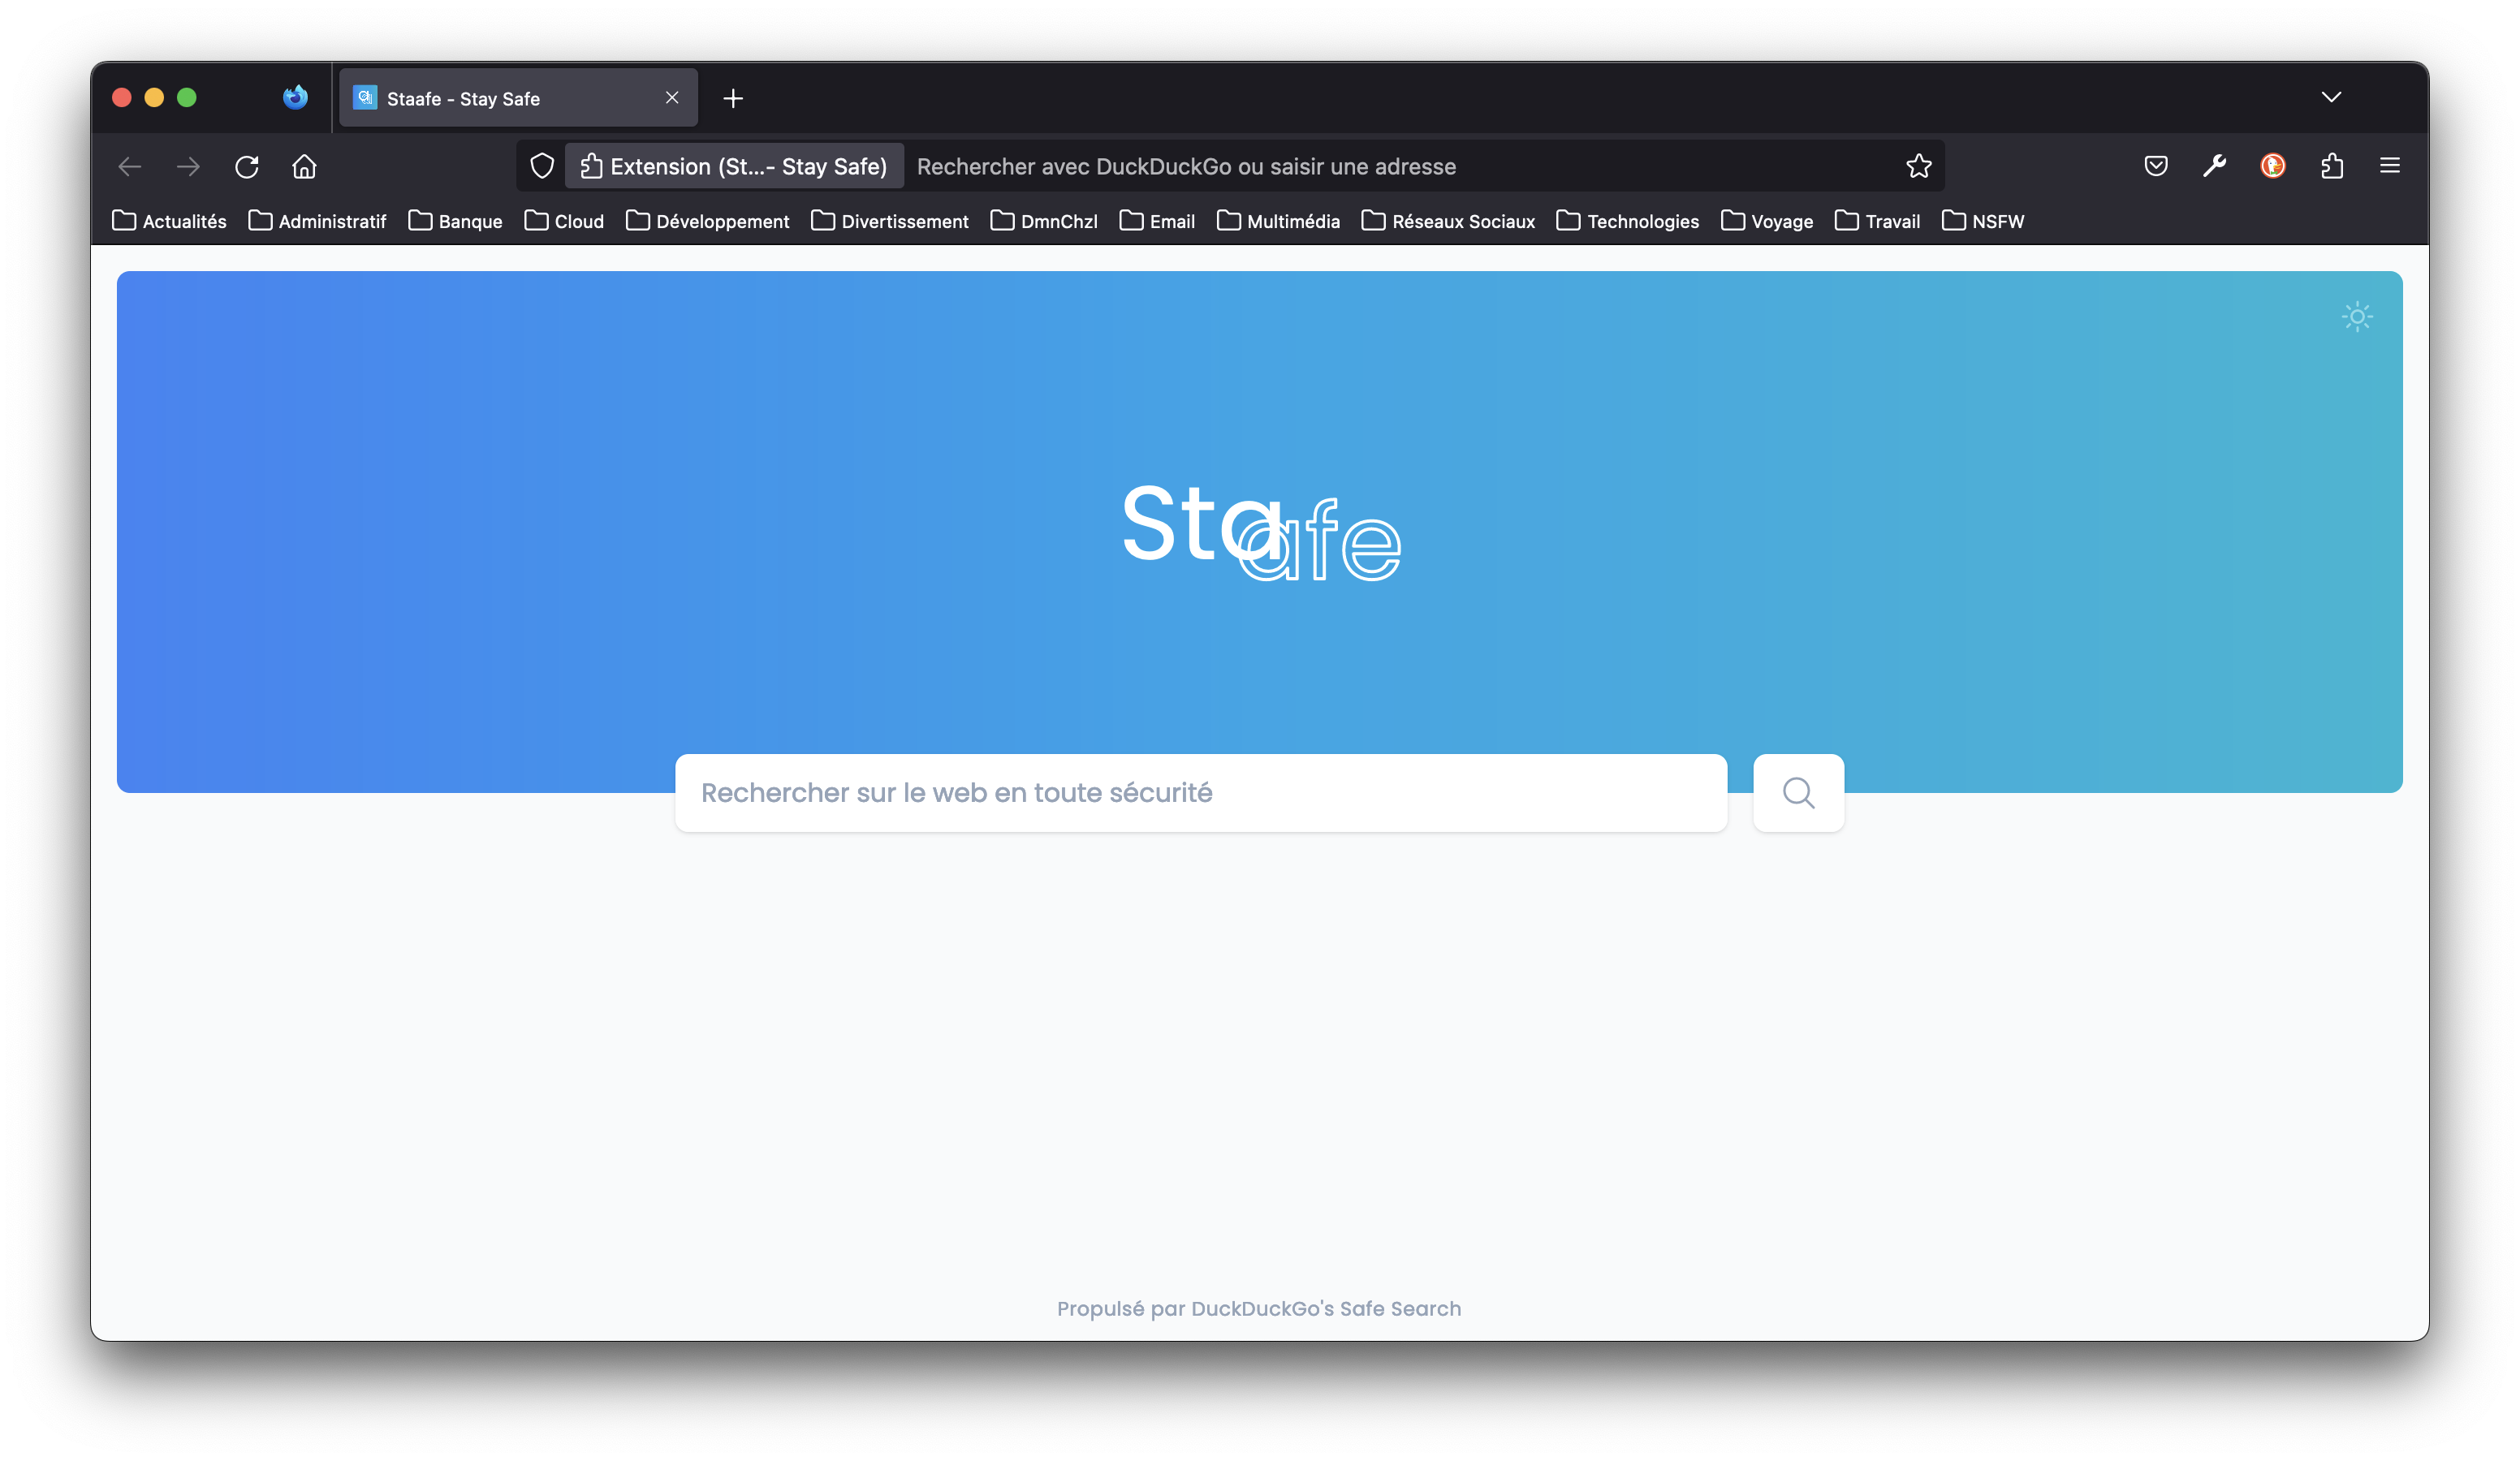 Staafe - Stay Safe
Extension (St...- Stay Safe) Rechercher avec DuckDuckGo ou saisir une adresse
Actualités Administratif Banque Cloud Développement Divertissement DmnChzl Email Multimédia Réseaux Sociaux Technologies Voyage Travail NSFW
Staafe
Rechercher sur le web en toute sécurité
Propulsé par DuckDuckGo's Safe Search